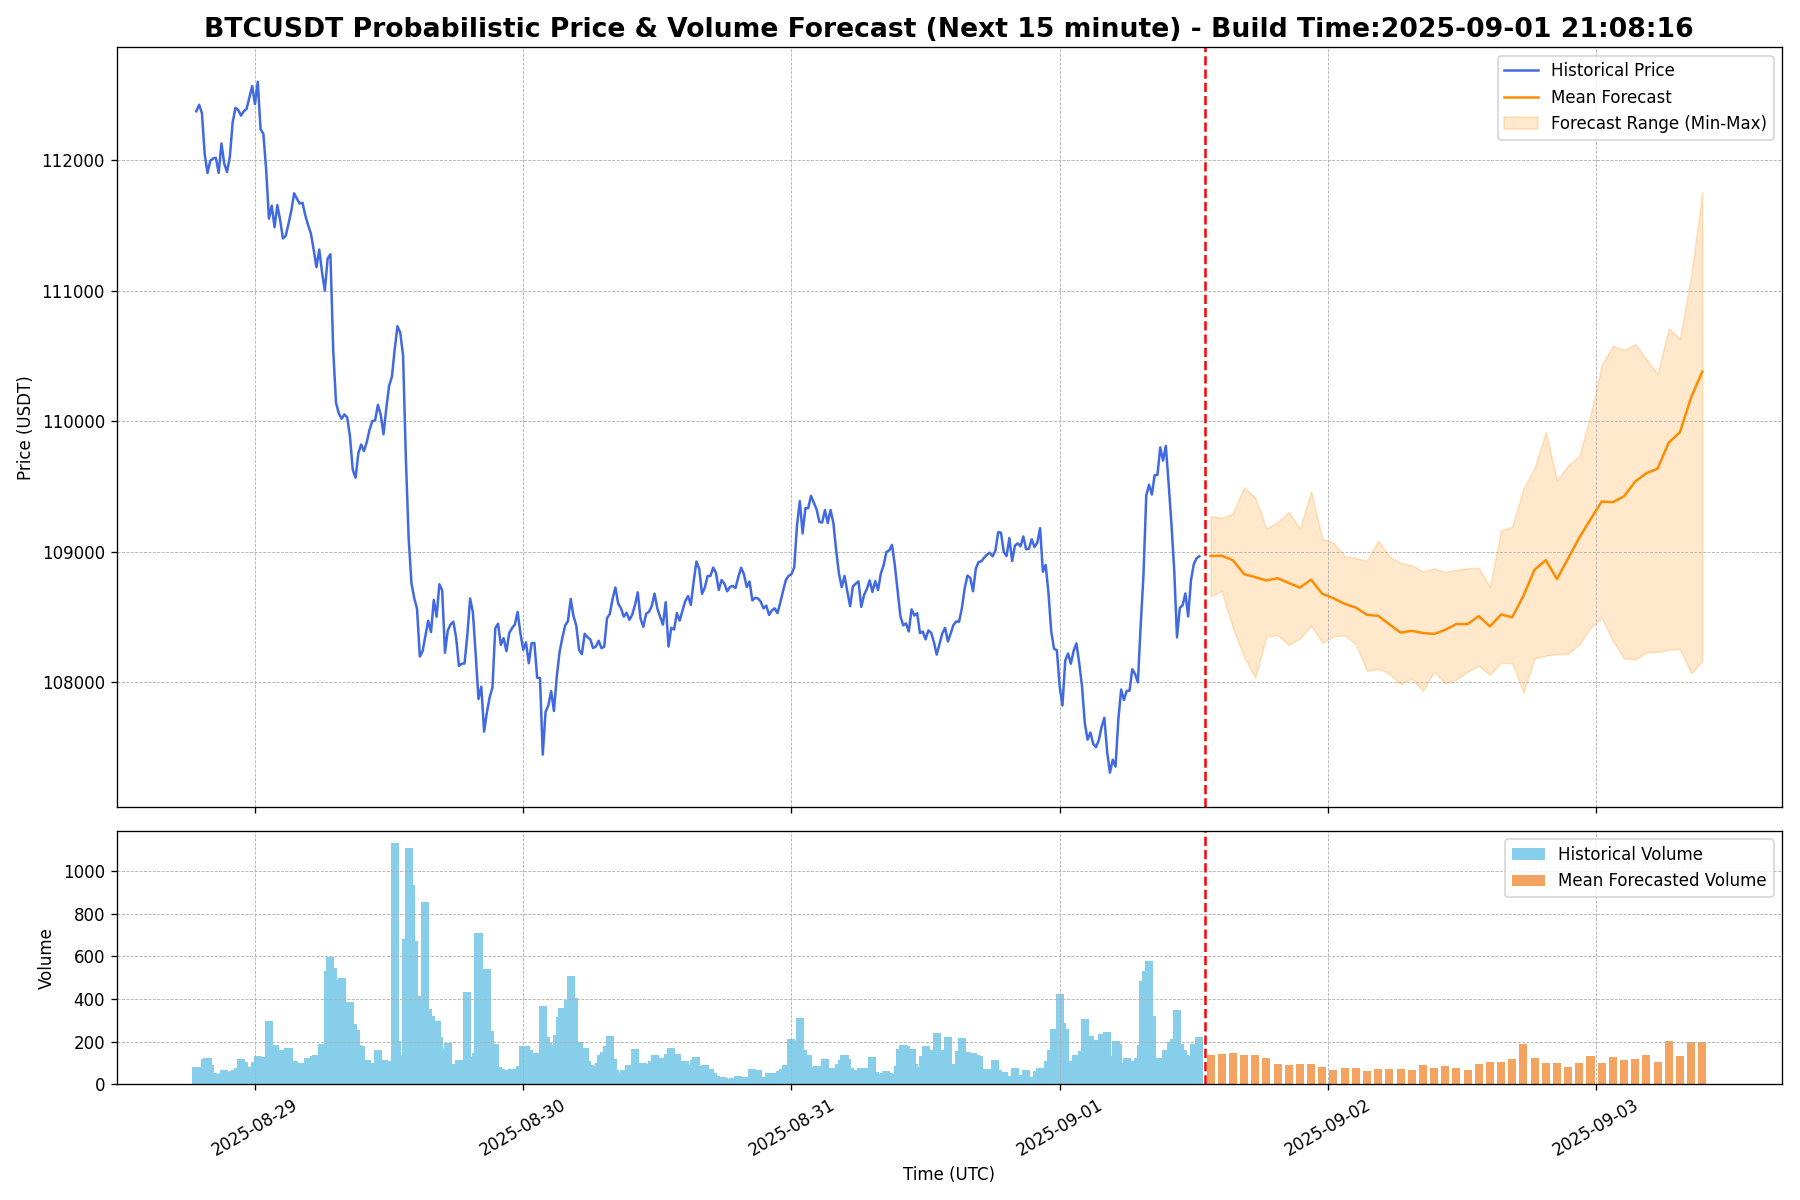 BTCUSDT Probabilistic Price & Volume Forecast (Next 15 minute) - Build Time:2025-09-01 21:08:16
Historical Price
Mean Forecast
Forecast Range (Min-Max)
112000
111000
110000
109000
108000
Price (USDT)
Historical Volume
Mean Forecasted Volume
1000
800
600
400
200
0
Volume
2025-08-29
2025-08-30
2025-08-31
2025-09-01
2025-09-02
2025-09-03
Time (UTC)